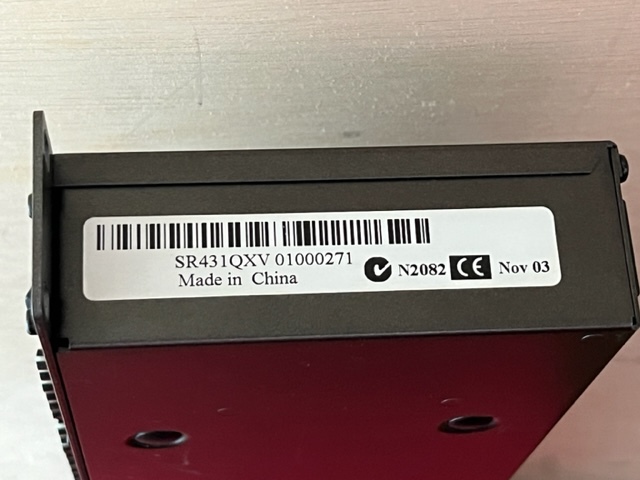 SR431QXV 01000271
Made in China
N2082 CE Nov 03